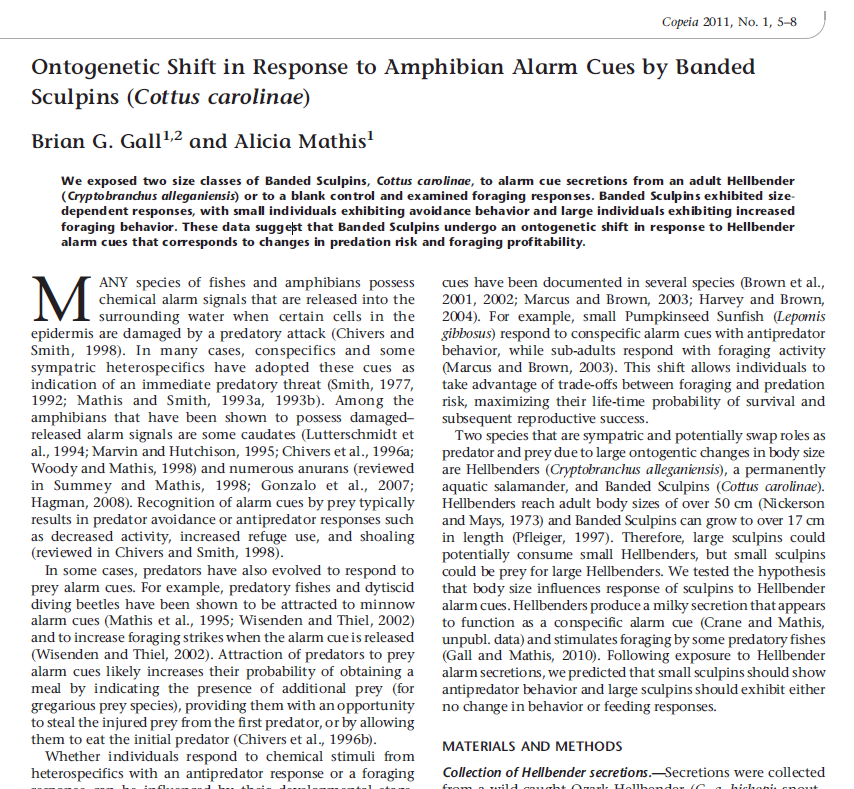 Copeia 2011, No. 1, 5–8
Ontogenetic Shift in Response to Amphibian Alarm Cues by Banded
Sculpins (Cottus carolinae)
Brian G. Gall1,2 and Alicia Mathis1
We exposed two size classes of Banded Sculpins, Cottus carolinae, to alarm cue secretions from an adult Hellbender
(Cryptobranchus alleganiensis) or to a blank control and examined foraging responses. Banded Sculpins exhibited size-
dependent responses, with small individuals exhibiting avoidance behavior and large individuals exhibiting increased
foraging behavior. These data suggest that Banded Sculpins undergo an ontogenetic shift in response to Hellbender
alarm cues that corresponds to changes in predation risk and foraging profitability.
MANY species of fishes and amphibians possess
chemical alarm signals that are released into the
surrounding water when certain cells in the
epidermis are damaged by a predatory attack (Chivers and
Smith, 1998). In many cases, conspecifics and some
sympatric heterospecifics have adopted these cues as
indication of an immediate predatory threat (Smith, 1977,
1992; Mathis and Smith, 1993a, 1993b). Among the
amphibians that have been shown to possess damaged–
released alarm signals are some caudates (Lutterschmidt et
al., 1994; Marvin and Hutchison, 1995; Chivers et al., 1996a;
Woody and Mathis, 1998) and numerous anurans (reviewed
in Summey and Mathis, 1998; Gonzalo et al., 2007;
Hagman, 2008). Recognition of alarm cues by prey typically
results in predator avoidance or antipredator responses such
as decreased activity, increased refuge use, and shoaling
(reviewed in Chivers and Smith, 1998).
In some cases, predators have also evolved to respond to
prey alarm cues. For example, predatory fishes and dytiscid
diving beetles have been shown to be attracted to minnow
alarm cues (Mathis et al., 1995; Wisenden and Thiel, 2002)
and to increase foraging strikes when the alarm cue is released
(Wisenden and Thiel, 2002). Attraction of predators to prey
alarm cues likely increases their probability of obtaining a
meal by indicating the presence of additional prey (for
gregarious prey species), providing them with an opportunity
to steal the injured prey from the first predator, or by allowing
them to eat the initial predator (Chivers et al., 1996b).
Whether individuals respond to chemical stimuli from
heterospecifics with an antipredator response or a foraging
response can be influenced by their developmental stage.
cues have been documented in several species (Brown et al.,
2001, 2002; Marcus and Brown, 2003; Harvey and Brown,
2004). For example, small Pumpkinseed Sunfish (Lepomis
gibbosus) respond to conspecific alarm cues with antipredator
behavior, while sub-adults respond with foraging activity
(Marcus and Brown, 2003). This shift allows individuals to
take advantage of trade-offs between foraging and predation
risk, maximizing their life-time probability of survival and
subsequent reproductive success.
Two species that are sympatric and potentially swap roles as
predator and prey due to large ontogentic changes in body size
are Hellbenders (Cryptobranchus alleganiensis), a permanently
aquatic salamander, and Banded Sculpins (Cottus carolinae).
Hellbenders reach adult body sizes of over 50 cm (Nickerson
and Mays, 1973) and Banded Sculpins can grow to over 17 cm
in length (Pfleiger, 1997). Therefore, large sculpins could
potentially consume small Hellbenders, but small sculpins
could be prey for large Hellbenders. We tested the hypothesis
that body size influences response of sculpins to Hellbender
alarm cues. Hellbenders produce a milky secretion that appears
to function as a conspecific alarm cue (Crane and Mathis,
unpubl. data) and stimulates foraging by some predatory fishes
(Gall and Mathis, 2010). Following exposure to Hellbender
alarm secretions, we predicted that small sculpins should show
antipredator behavior and large sculpins should exhibit either
no change in behavior or feeding responses.
MATERIALS AND METHODS
Collection of Hellbender secretions.—Secretions were collected
from a wild caught Ozark Hellbender (C. a. bishopi; snout–